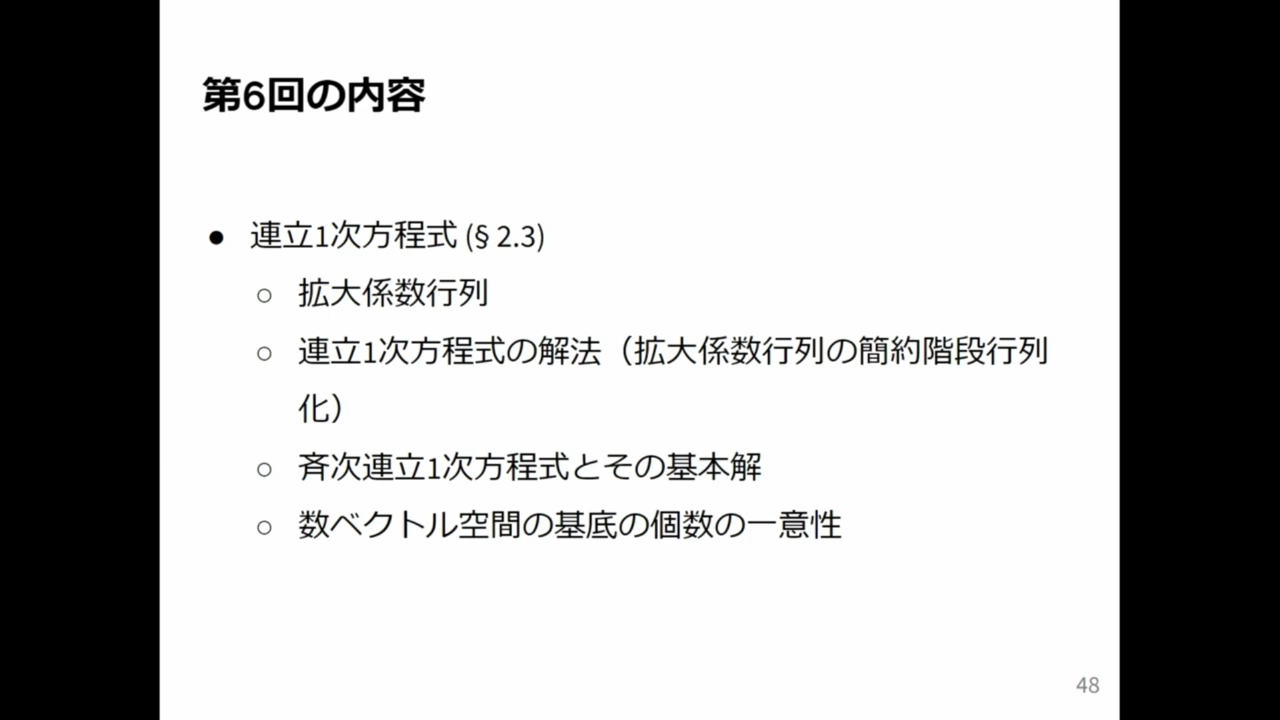 第6回の内容
● 連立1次方程式 (§ 2.3)
○ 拡大係数行列
○ 連立1次方程式の解法（拡大係数行列の簡約階段行列
化）
○ 斉次連立1次方程式とその基本解
○ 数ベクトル空間の基底の個数の一意性
48